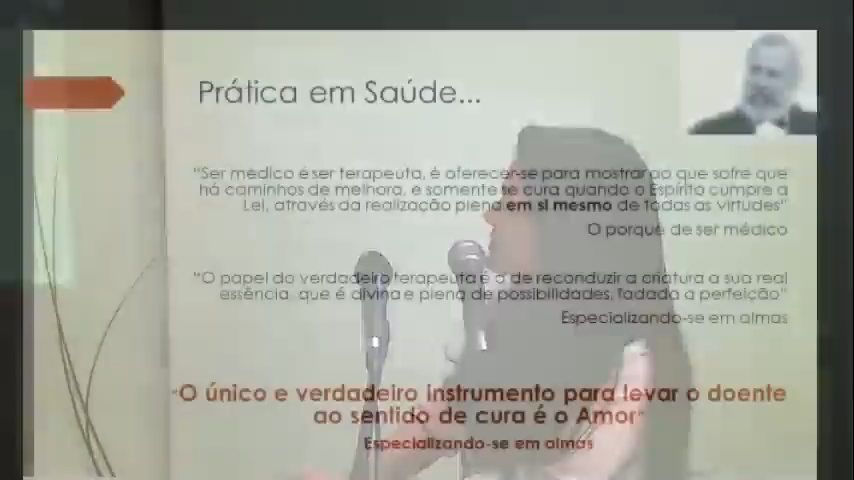 Prática em Saúde...
"Ser médico é ser terapeuta, é oferecer-se para mostrar ao que sofre que
há caminhos de melhora, e somente se cura quando o Espírito cumpre a
Lei, através da realização plena em si mesmo de todas as virtudes"
O porque de ser médico
"O papel do verdadeiro terapeuta é o de reconduzir a criatura a sua real
essência, que é divina e plena de possibilidades, fadada a perfeição"
Especializando-se em almas
"O único e verdadeiro instrumento para levar o doente
ao sentido de cura é o Amor"
Especializando-se em almas